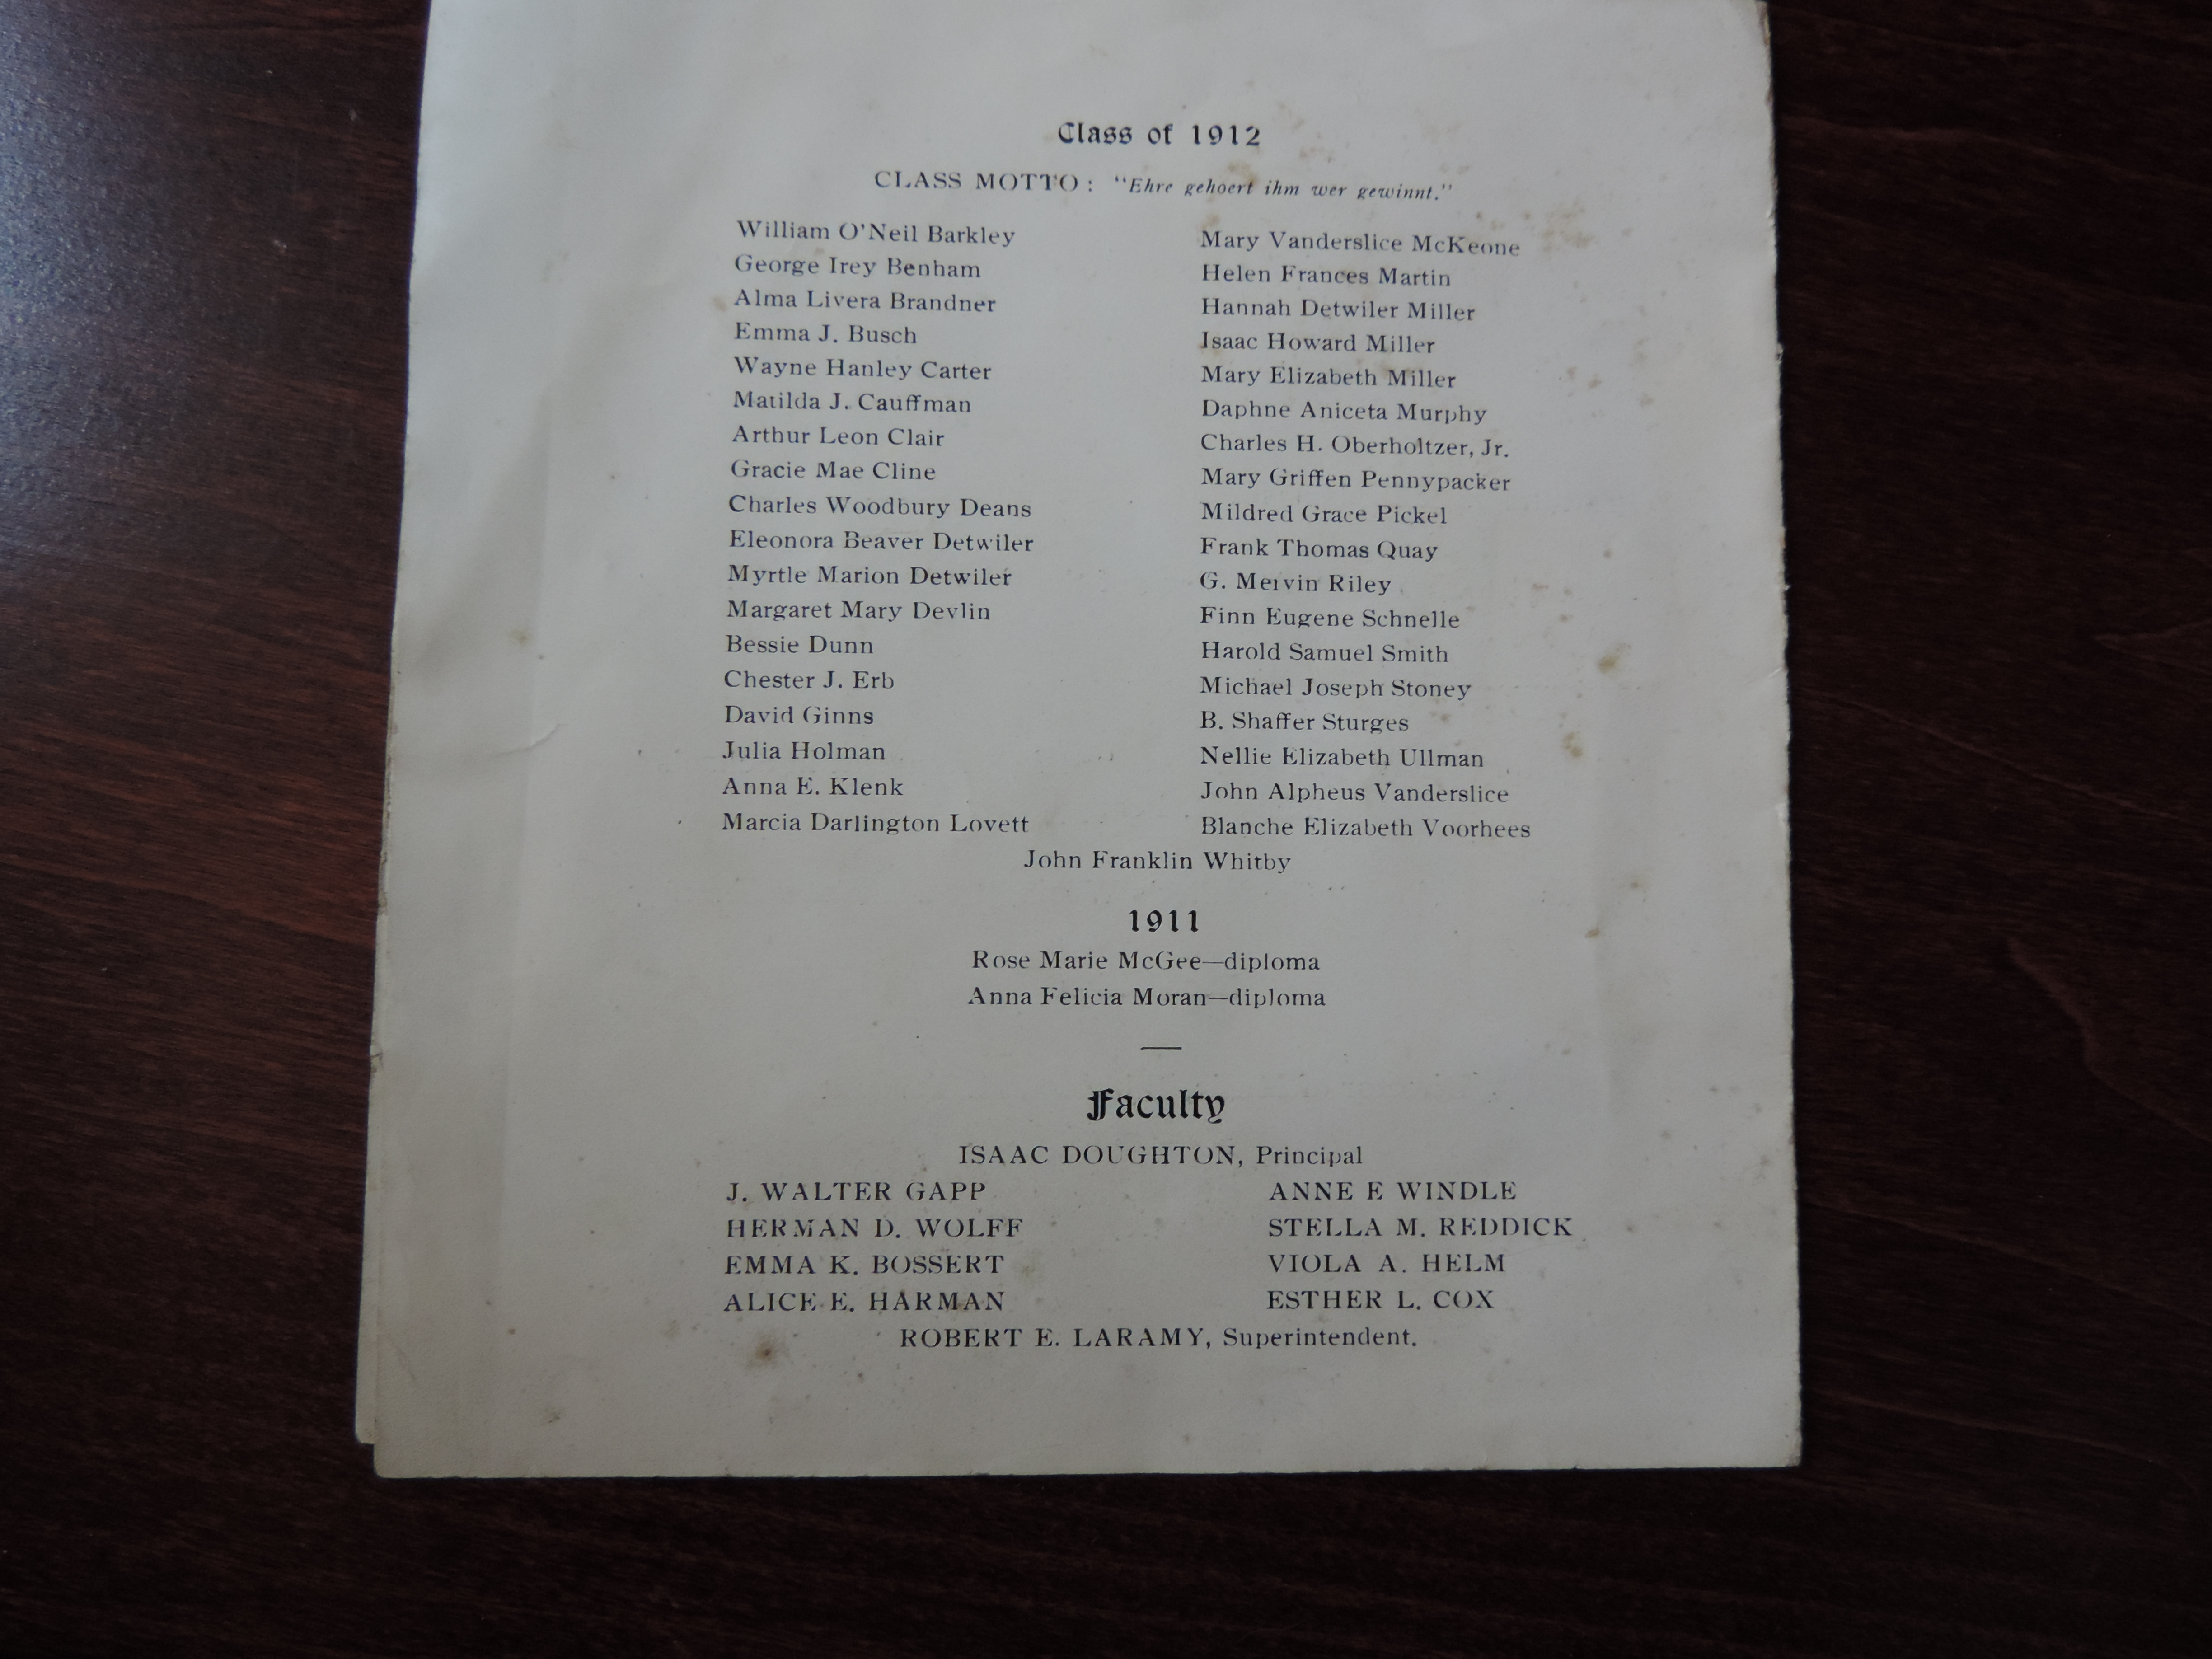 Class of 1912
CLASS MOTTO: "Ehre gehoert ihm wer gewinnt."
William O'Neil Barkley
George Irey Benham
Alma Livera Brandner
Emma J. Busch
Wayne Hanley Carter
Matilda J. Cauffman
Arthur Leon Clair
Gracie Mae Cline
Charles Woodbury Deans
Eleonora Beaver Detwiler
Myrtle Marion Detwiler
Margaret Mary Devlin
Bessie Dunn
Chester J. Erb
David Ginns
Julia Holman
Anna E. Klenk
Marcia Darlington Lovett
Mary Vanderslice McKeone
Helen Frances Martin
Hannah Detwiler Miller
Isaac Howard Miller
Mary Elizabeth Miller
Daphne Aniceta Murphy
Charles H. Oberholtzer, Jr.
Mary Griffen Pennypacker
Mildred Grace Pickel
Frank Thomas Quay
G. Mervin Riley
Finn Eugene Schnelle
Harold Samuel Smith
Michael Joseph Stoney
B. Shaffer Sturges
Nellie Elizabeth Ullman
John Alpheus Vanderslice
Blanche Elizabeth Voorhees
John Franklin Whitby
1911
Rose Marie McGee—diploma
Anna Felicia Moran—diploma
Faculty
ISAAC DOUGHTON, Principal
J. WALTER GAPP
HERMAN D. WOLFF
EMMA K. BOSSERT
ALICE E. HARMAN
ANNE E WINDLE
STELLA M. REDDICK
VIOLA A. HELM
ESTHER L. COX
ROBERT E. LARAMY, Superintendent.